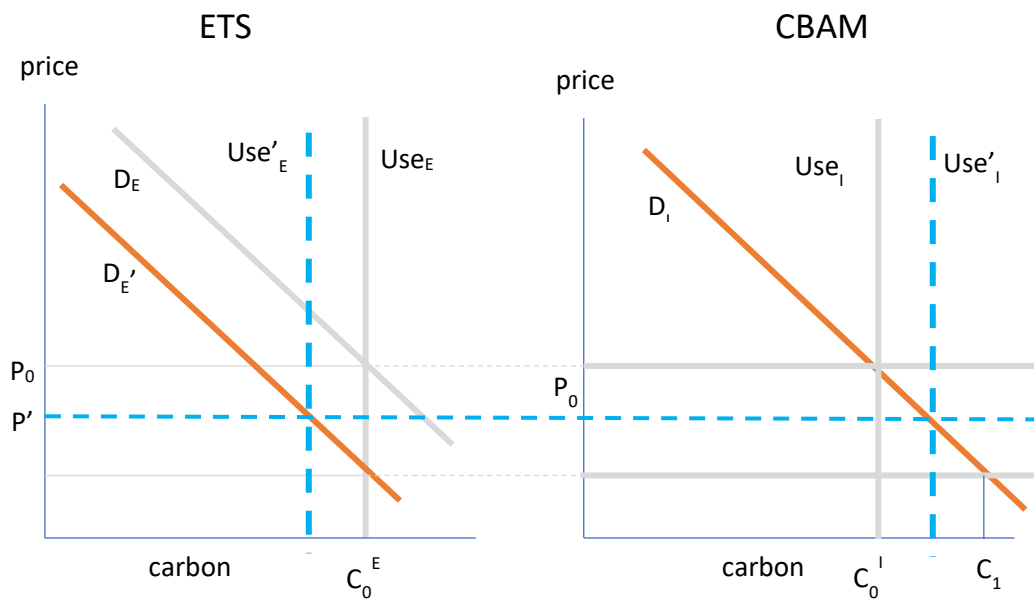 ETS
price
Use'E
UseE
DE
DE'
P0
P'
carbon
C0E
CBAM
price
UseI
Use'I
DI
P0
carbon
C0I
C1